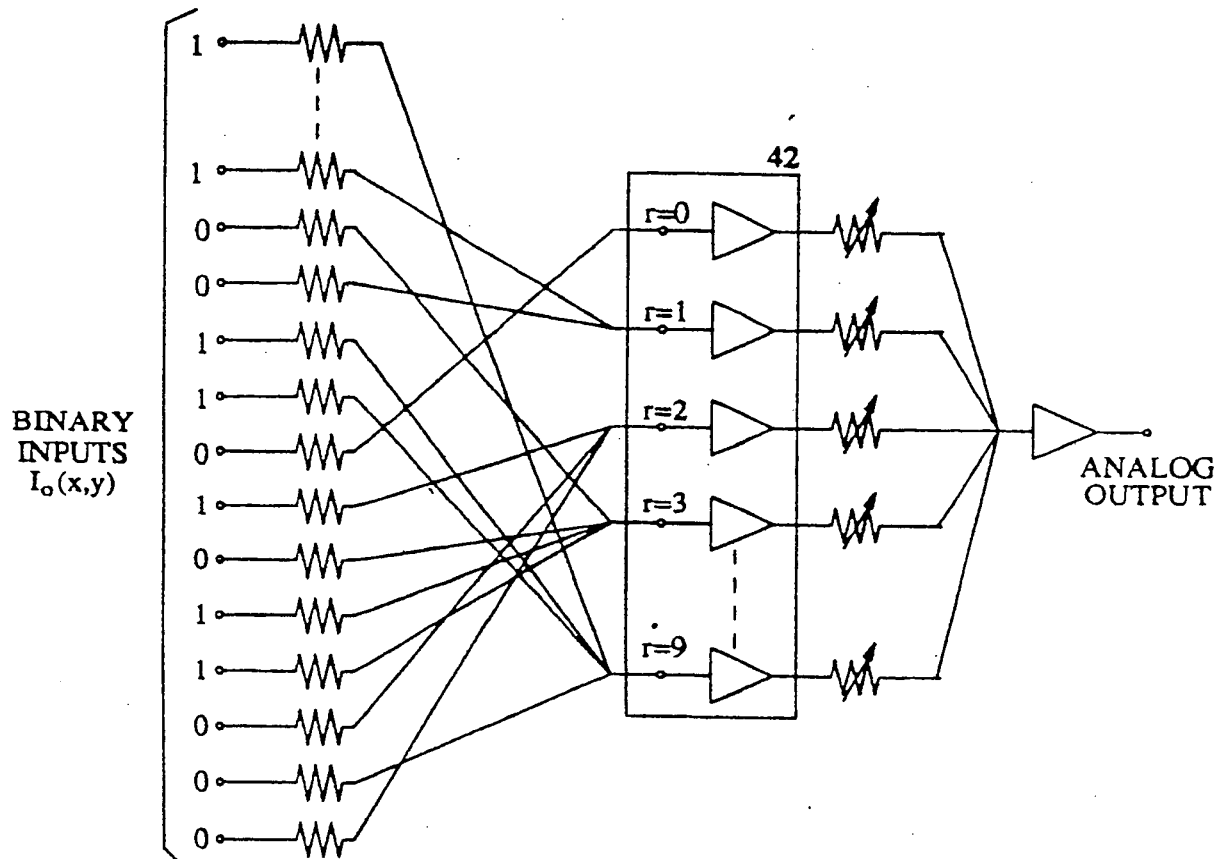 1
1
0
0
1
1
0
1
0
1
1
0
0
0
BINARY
INPUTS
I₀(x,y)
42
r=0
r=1
r=2
r=3
r=9
ANALOG
OUTPUT